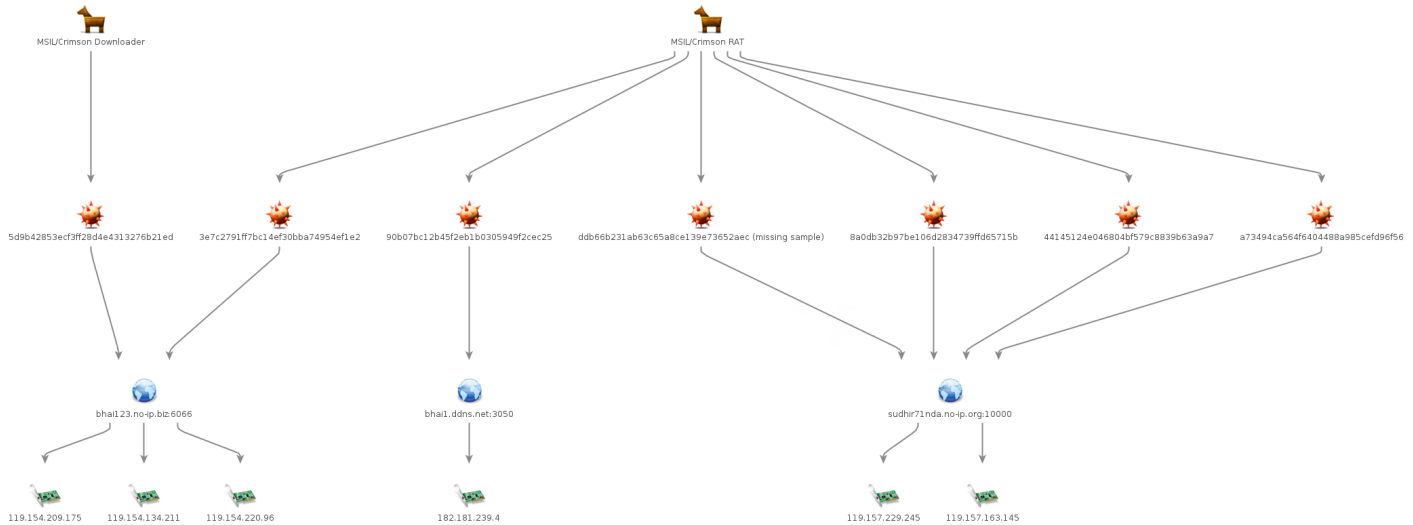 MSIL/Crimson Downloader
MSIL/Crimson RAT
5d9b42853ecf3ff28d4e4313276b21ed
3e7c2791ff7bc14ef30bba74954ef1e2
90b07bc12b45f2eb1b0305949f2cec25
ddb66b231ab63c65a8ce139e73652aec (missing sample)
8a0db32b97be106d2834739ffd65715b
44145124e046804bf579c8839b63a9a7
a73494ca564f6404488a985cefd96f56
bhai123.no-ip.biz:6066
bhai1.ddns.net:3050
sudhir71nda.no-ip.org:10000
119.154.209.175
119.154.134.211
119.154.220.96
182.181.239.4
119.157.229.245
119.157.163.145